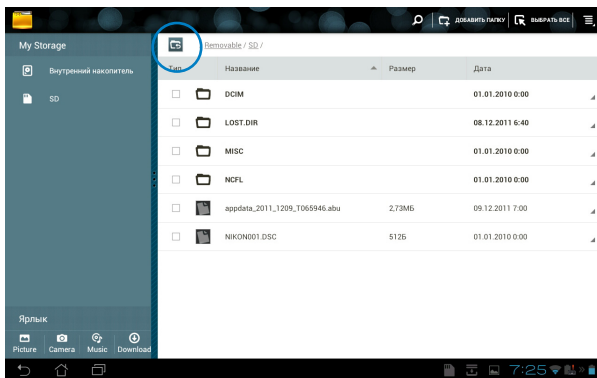 ДОБАВИТЬ ПАПКУ ВЫБРАТЬ ВСЕ
My Storage
Removable / SD /
Тип Название Размер Дата
Внутренний накопитель
SD
DCIM 01.01.2010 0:00
LOST.DIR 08.12.2011 6:40
MISC 01.01.2010 0:00
NCFL 01.01.2010 0:00
appdata_2011_1209_T065946.abu 2,73МБ 09.12.2011 7:00
NIKON001.DSC 512Б 01.01.2010 0:00
Ярлык
Picture Camera Music Download
7:25